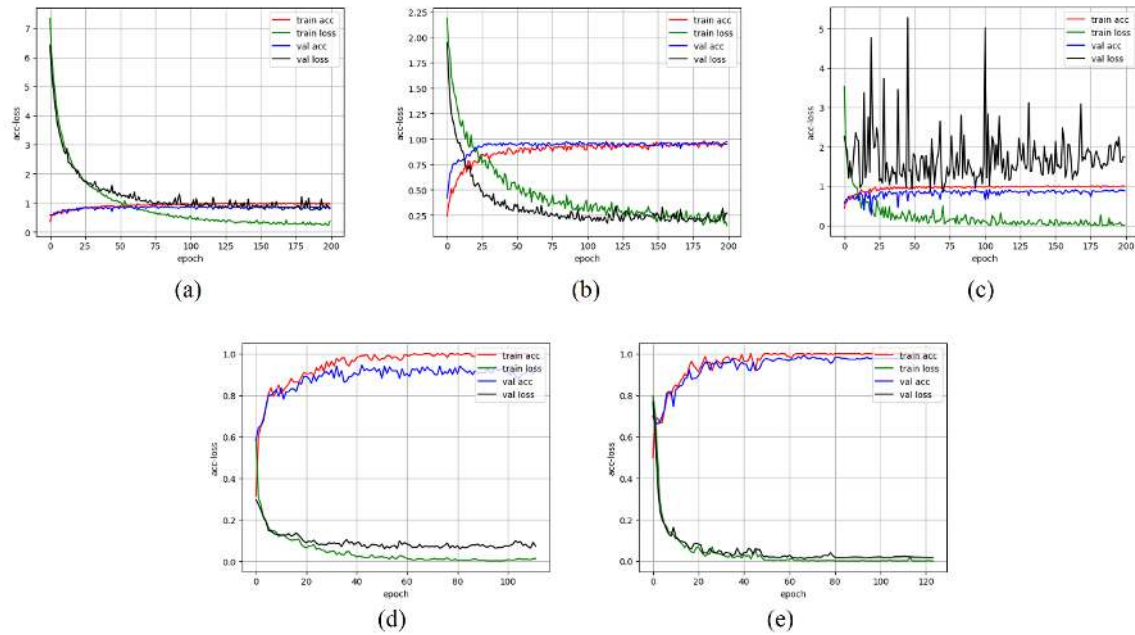 train acc
train loss
val acc
val loss
acc-loss
7
6
5
4
3
2
1
0
0 25 50 75 100 125 150 175 200
epoch
(a)
train acc
train loss
val acc
val loss
acc-loss
2.25
2.00
1.75
1.50
1.25
1.00
0.75
0.50
0.25
0 25 50 75 100 125 150 175 200
epoch
(b)
train acc
train loss
val acc
val loss
acc-loss
5
4
3
2
1
0
0 25 50 75 100 125 150 175 200
epoch
(c)
train acc
train loss
val acc
val loss
acc-loss
1.0
0.8
0.6
0.4
0.2
0.0
0 20 40 60 80 100
epoch
(d)
train acc
train loss
val acc
val loss
acc-loss
1.0
0.8
0.6
0.4
0.2
0.0
0 20 40 60 80 100 120
epoch
(e)